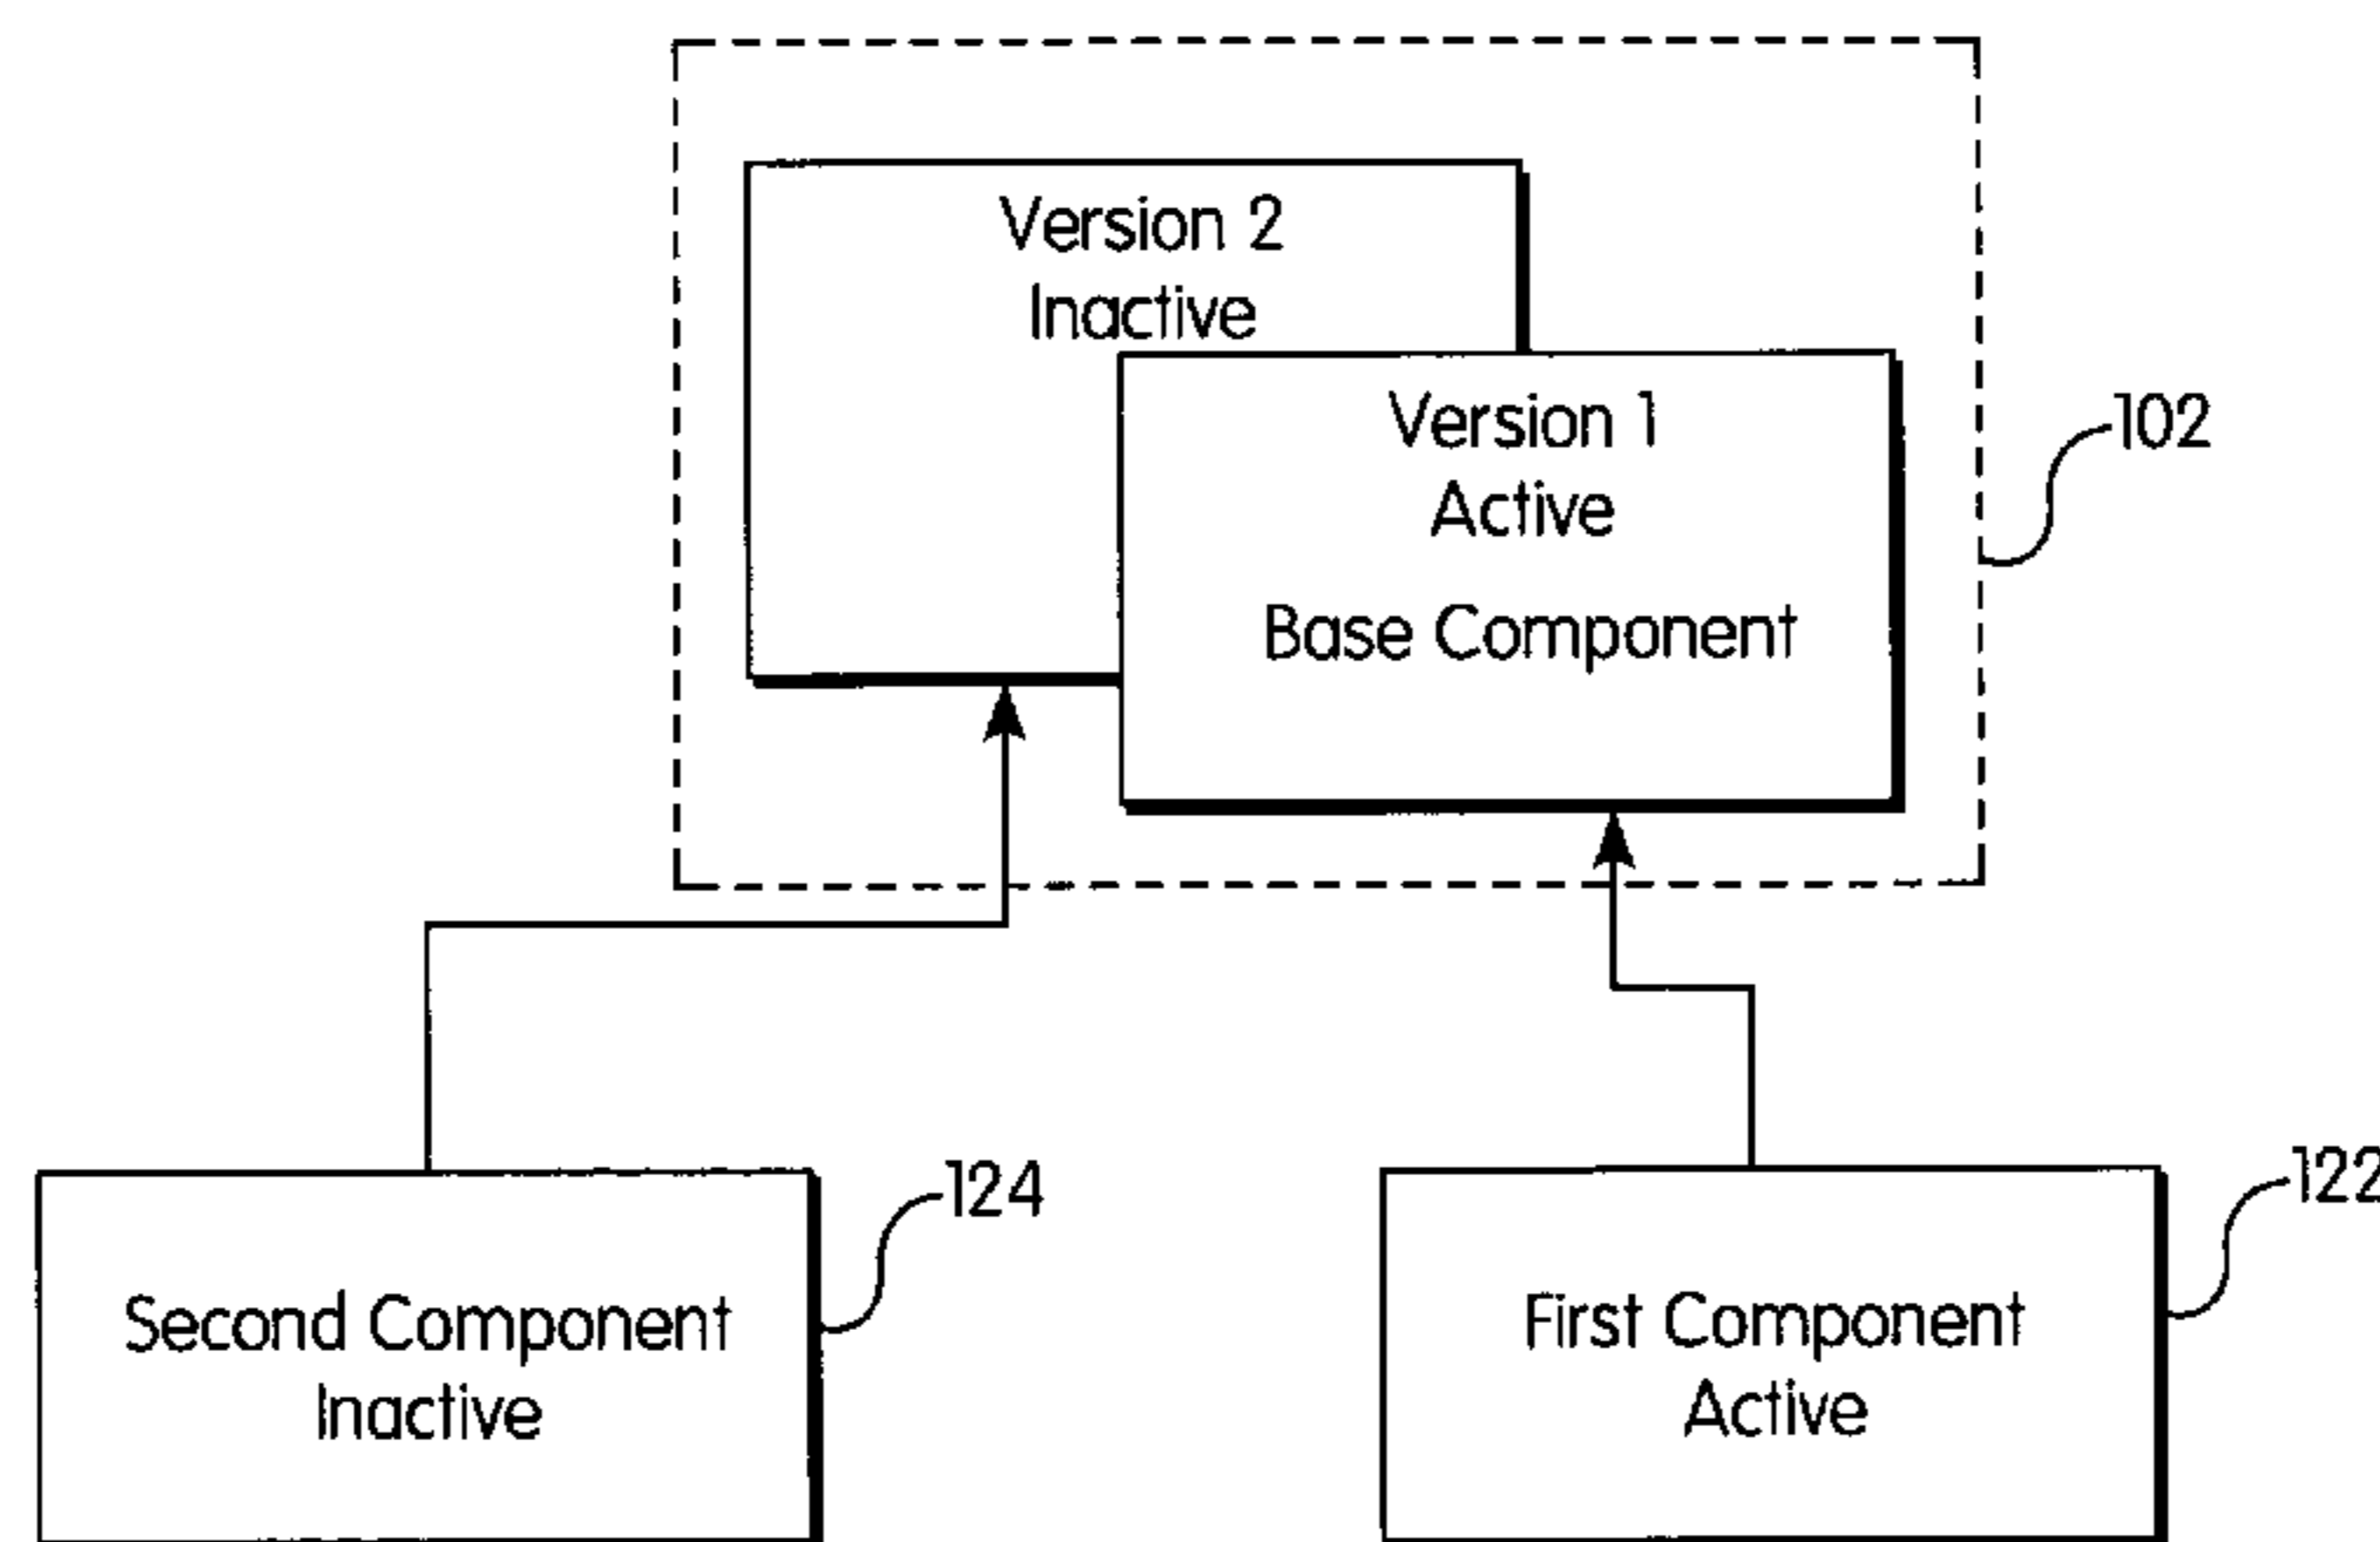 Version 2
Inactive
Version 1
Active
Base Component
102
124
122
Second Component
Inactive
First Component
Active